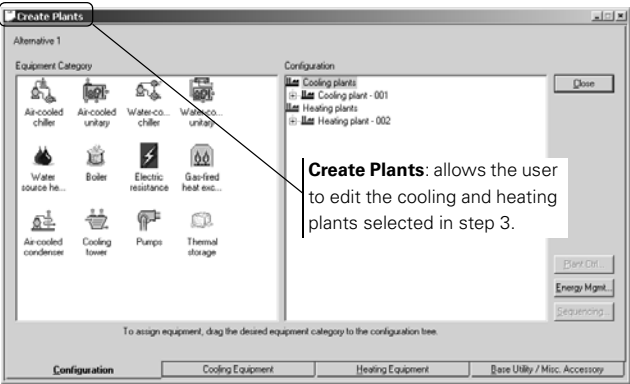 Create Plants
Alternative 1
Equipment Category
Configuration
Air-cooled chiller
Air-cooled unitary
Water-co... chiller
Water-co... unitary
Water source he...
Boiler
Electric resistance
Gas-fired heat exc...
Air-cooled condenser
Cooling tower
Pumps
Thermal storage
Cooling plants
Cooling plant - 001
Heating plants
Heating plant - 002
Close
Create Plants: allows the user
to edit the cooling and heating
plants selected in step 3.
Plant Ctrl...
Energy Mgmt...
Sequencing...
To assign equipment, drag the desired equipment category to the configuration tree.
Configuration
Cooling Equipment
Heating Equipment
Base Utility / Misc. Accessory